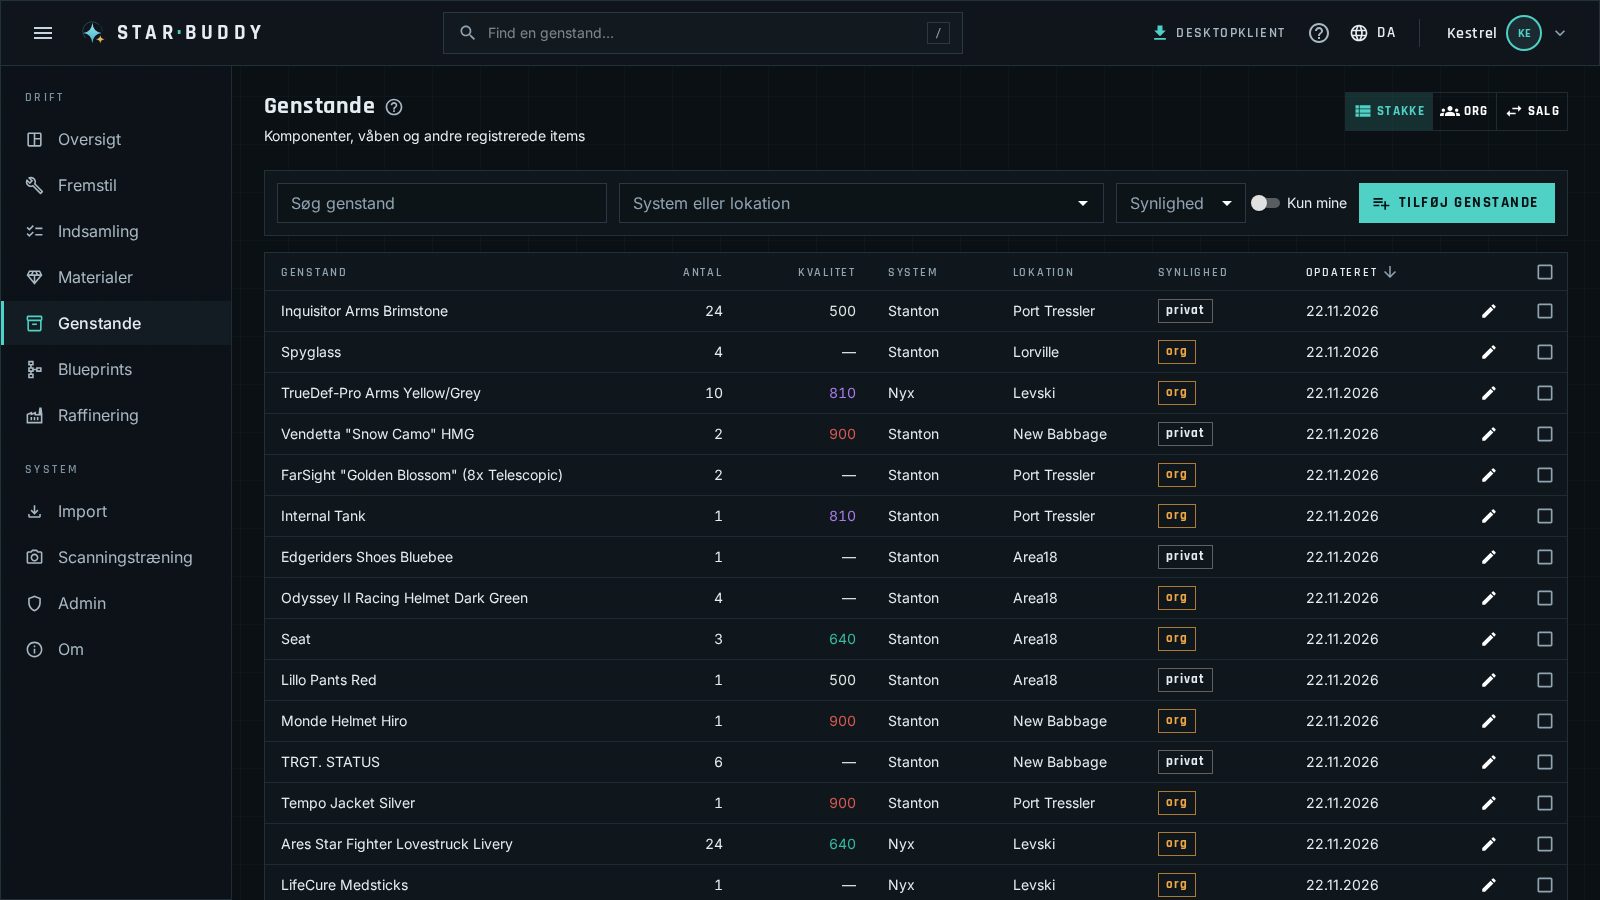 STAR·BUDDY
Find en genstand...
/
DESKTOPKLIENT
DA
Kestrel
KE
DRIFT
Oversigt
Fremstil
Indsamling
Materialer
Genstande
Blueprints
Raffinering
SYSTEM
Import
Scanningstræning
Admin
Om
Genstande
Komponenter, våben og andre registrerede items
STAKKE
ORG
SALG
Søg genstand
System eller lokation
Synlighed
Kun mine
TILFØJ GENSTANDE
GENSTAND ANTAL KVALITET SYSTEM LOKATION SYNLIGHED OPDATERET
Inquisitor Arms Brimstone 24 500 Stanton Port Tressler privat 22.11.2026
Spyglass 4 — Stanton Lorville org 22.11.2026
TrueDef-Pro Arms Yellow/Grey 10 810 Nyx Levski org 22.11.2026
Vendetta "Snow Camo" HMG 2 900 Stanton New Babbage privat 22.11.2026
FarSight "Golden Blossom" (8x Telescopic) 2 — Stanton Port Tressler org 22.11.2026
Internal Tank 1 810 Stanton Port Tressler org 22.11.2026
Edgeriders Shoes Bluebee 1 — Stanton Area18 privat 22.11.2026
Odyssey II Racing Helmet Dark Green 4 — Stanton Area18 org 22.11.2026
Seat 3 640 Stanton Area18 org 22.11.2026
Lillo Pants Red 1 500 Stanton Area18 privat 22.11.2026
Monde Helmet Hiro 1 900 Stanton New Babbage org 22.11.2026
TRGT. STATUS 6 — Stanton New Babbage privat 22.11.2026
Tempo Jacket Silver 1 900 Stanton Port Tressler org 22.11.2026
Ares Star Fighter Lovestruck Livery 24 640 Nyx Levski org 22.11.2026
LifeCure Medsticks 1 — Nyx Levski org 22.11.2026